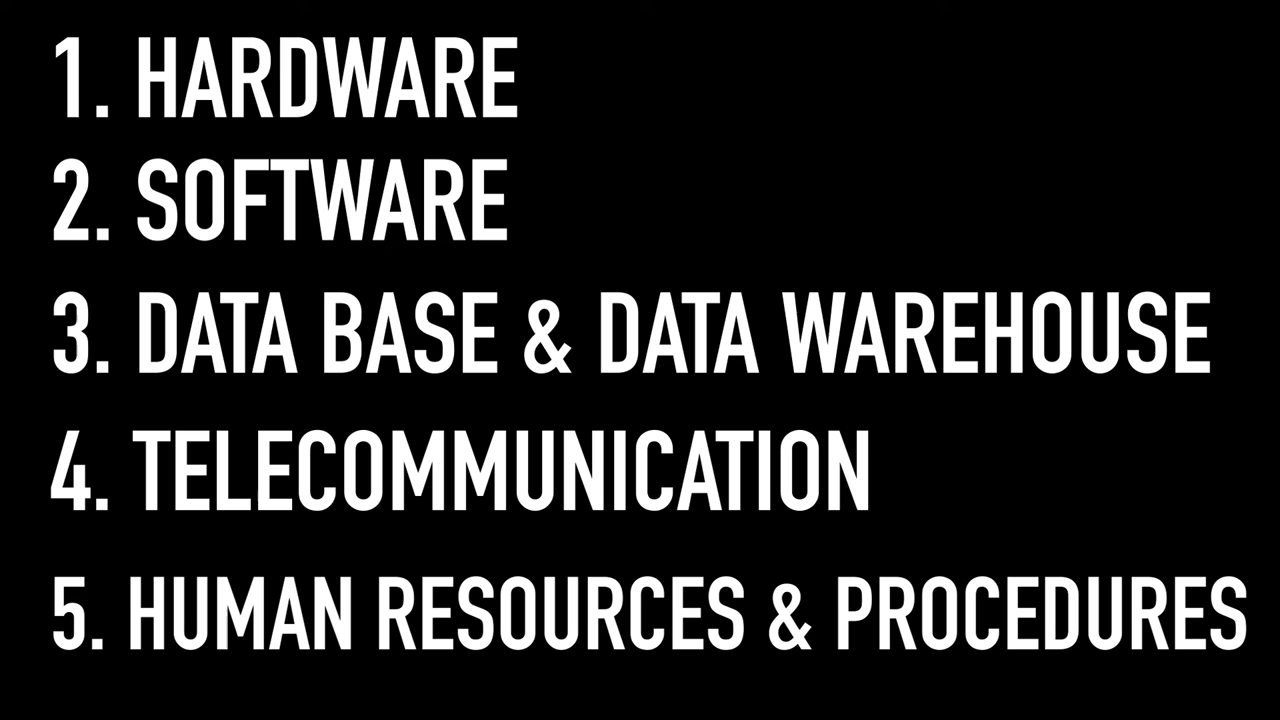 1. HARDWARE
2. SOFTWARE
3. DATA BASE & DATA WAREHOUSE
4. TELECOMMUNICATION
5. HUMAN RESOURCES & PROCEDURES